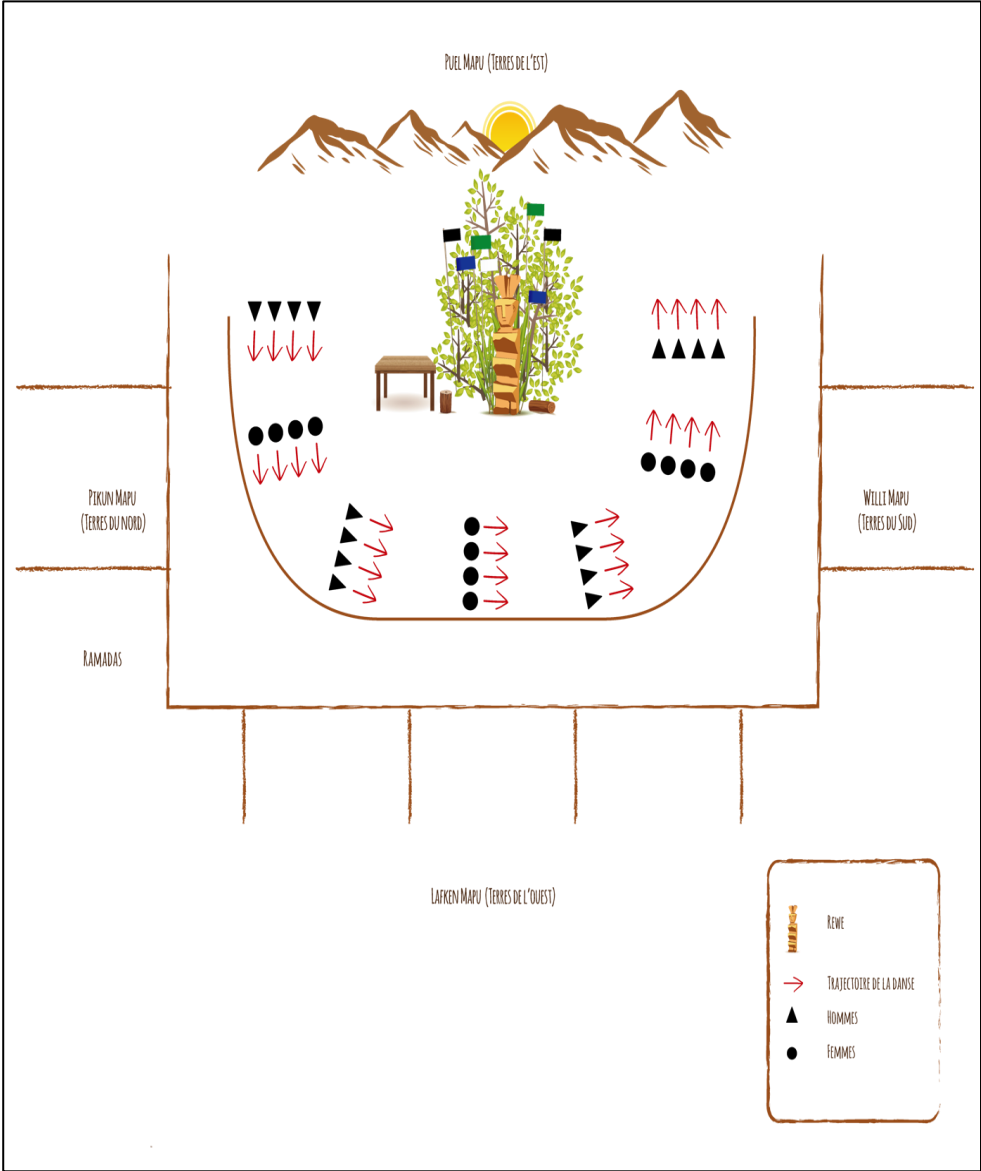 Puel Mapu (Terres de l'est)
Pikun Mapu
(Terres du nord)
Willi Mapu
(Terres du Sud)
Ramadas
Lafken Mapu (Terres de l'ouest)
Rewe
Trajectoire de la danse
Hommes
Femmes